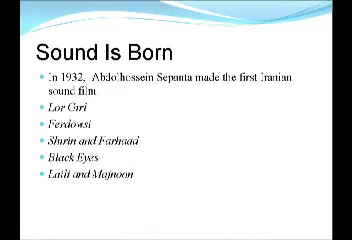 Sound Is Born
In 1932, Abdolhossein Sepanta made the first Iranian
sound film.
Lor Girl
Ferdowsi
Shirin and Farhaad
Black Eyes
Laili and Majnoon